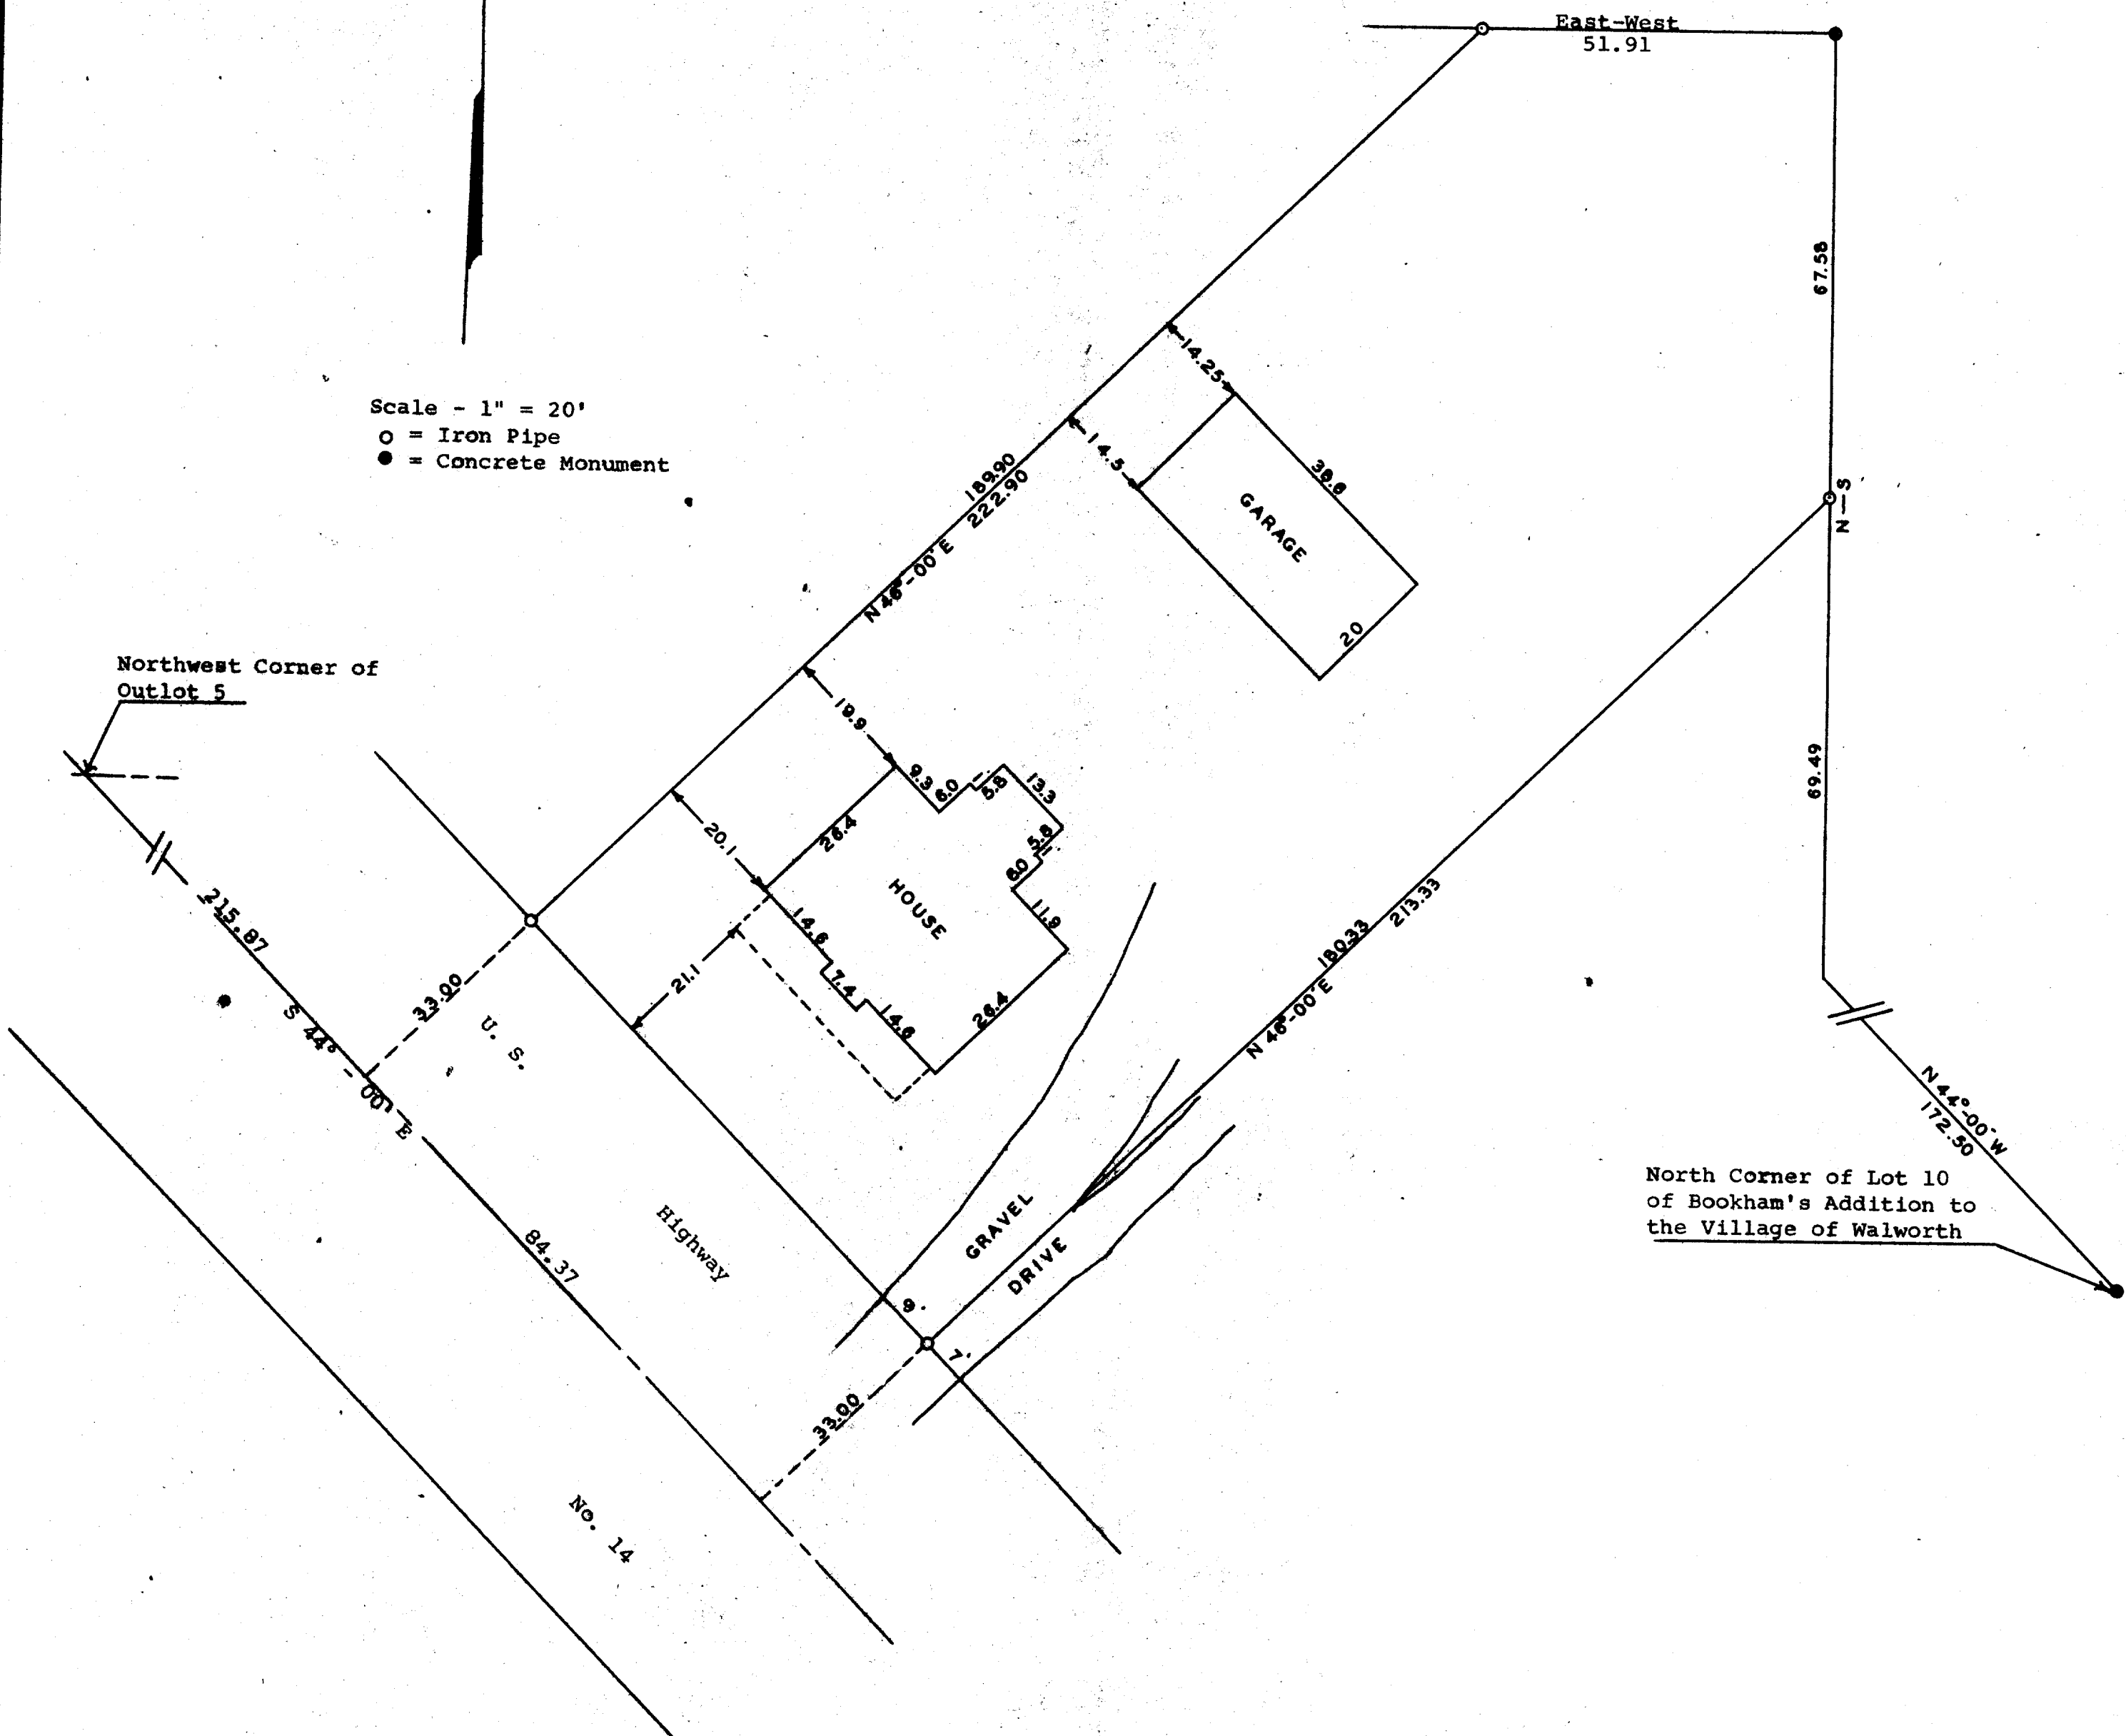 East-West
51.91
67.58
14.25
Scale - 1" = 20'
O = Iron Pipe
● = Concrete Monument
14.5
189.90
222.90
38.6
GARAGE
N-S
N 46°-00' E
20
Northwest Corner of
Outlot 5
19.9
9.3
6.0
5.8
13.3
69.49
20.1
26.4
5.8
6.0
HOUSE
11.9
215.87
14.6
180.33
213.33
33.00
21.1
7.4
14.6
26.4
S 44° - 00' E
U. S.
N 46°-00' E
N 44°-00' W
172.50
North Corner of Lot 10
of Bookham's Addition to
the Village of Walworth
84.37
Highway
GRAVEL
DRIVE
9'
7'
33.00
No. 14